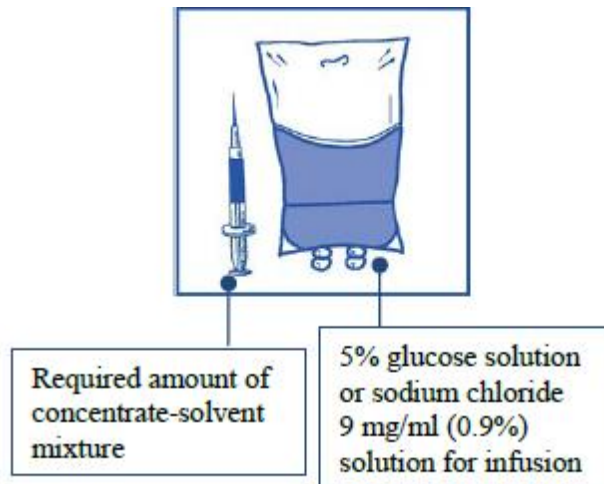 Required amount of
concentrate-solvent
mixture
5% glucose solution
or sodium chloride
9 mg/ml (0.9%)
solution for infusion